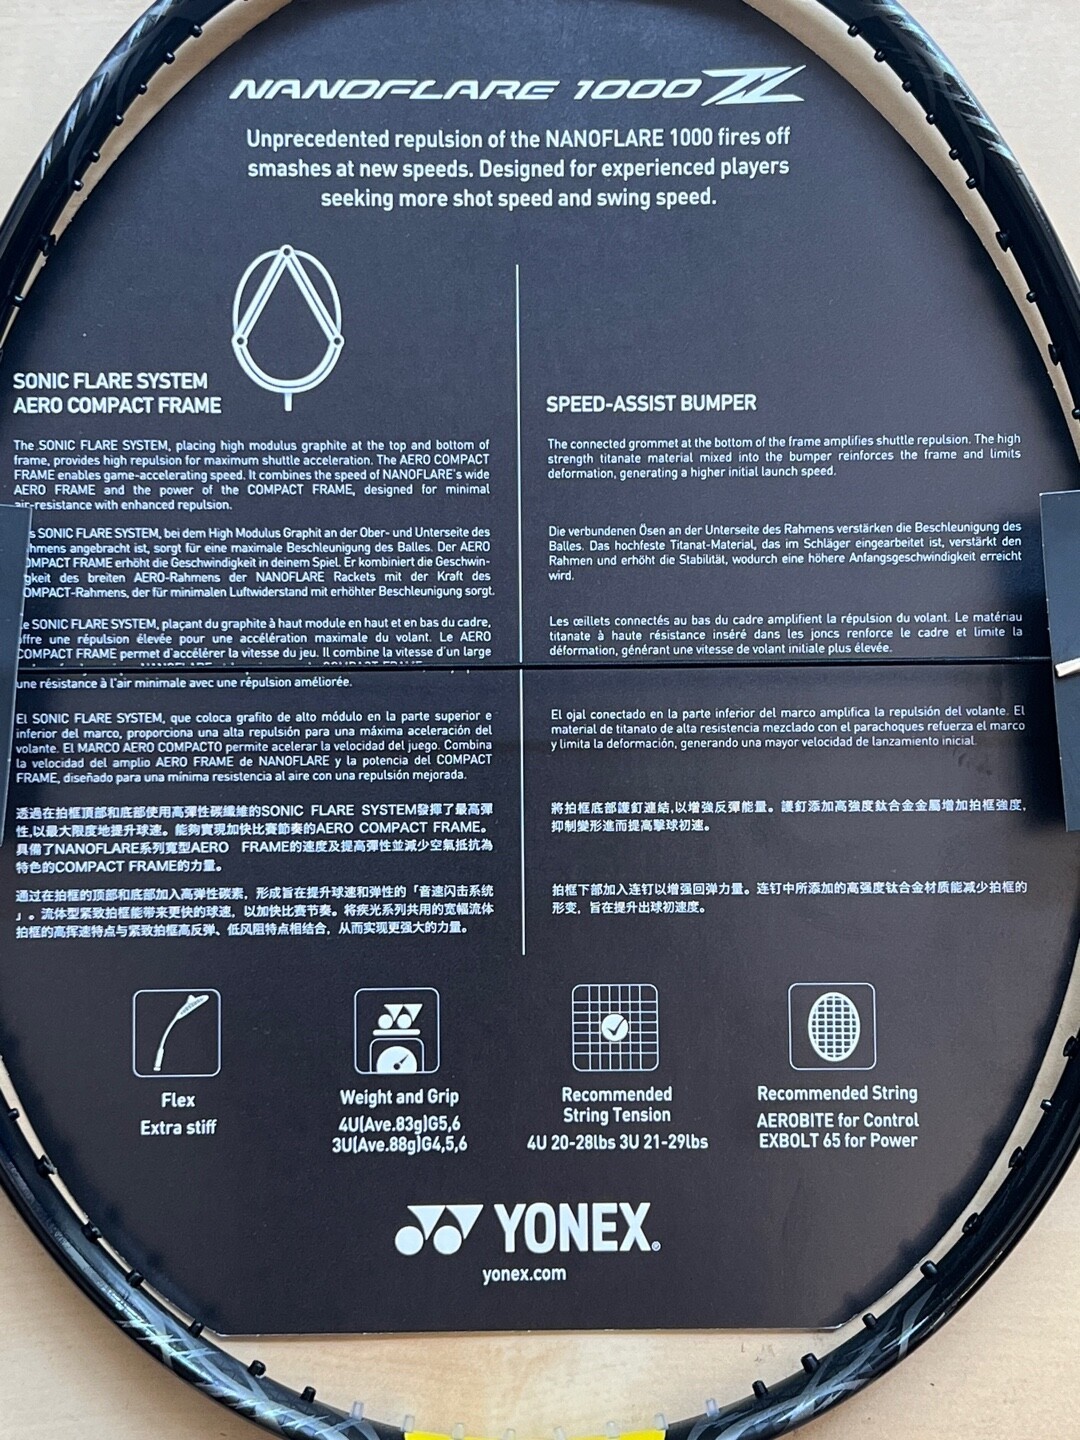 NANOFLARE 1000 Z
Unprecedented repulsion of the NANOFLARE 1000 fires off
smashes at new speeds. Designed for experienced players
seeking more shot speed and swing speed.
SONIC FLARE SYSTEM
AERO COMPACT FRAME
The SONIC FLARE SYSTEM, placing high modulus graphite at the top and bottom of
frame, provides high repulsion for maximum shuttle acceleration. The AERO COMPACT
FRAME enables game-accelerating speed. It combines the speed of NANOFLARE's wide
AERO FRAME and the power of the COMPACT FRAME, designed for minimal
air-resistance with enhanced repulsion.
SONIC FLARE SYSTEM, bei dem High Modulus Graphit an der Ober- und Unterseite des
angebracht ist, sorgt für eine maximale Beschleunigung des Balles. Der AERO
FRAME erhöht die Geschwindigkeit in deinem Spiel. Er kombiniert die Geschwin-
des breiten AERO-Rahmens der NANOFLARE Rackets mit der Kraft des
COMPACT-Rahmens, der für minimalen Luftwiderstand mit erhöhter Beschleunigung sorgt.
SONIC FLARE SYSTEM, plaçant du graphite à haut module en haut et en bas du cadre,
offre une répulsion élevée pour une accélération maximale du volant. Le AERO
COMPACT FRAME permet d'accélérer la vitesse du jeu. Il combine la vitesse d'un large
une résistance à l'air minimale avec une répulsion améliorée.
El SONIC FLARE SYSTEM, que coloca grafito de alto módulo en la parte superior e
inferior del marco, proporciona una alta repulsión para una máxima aceleración del
volante. El MARCO AERO COMPACTO permite acelerar la velocidad del juego. Combina
la velocidad del amplio AERO FRAME de NANOFLARE y la potencia del COMPACT
FRAME, diseñado para una mínima resistencia al aire con una repulsión mejorada.
透過在拍框頂部和底部使用高彈性碳纖維的SONIC FLARE SYSTEM發揮了最高彈
性,以最大限度地提升球速。能夠實現加快比賽節奏的AERO COMPACT FRAME。
具備了NANOFLARE系列寬型AERO FRAME的速度及提高彈性並減少空氣抵抗為
特色的COMPACT FRAME的力量。
通过在拍框的顶部和底部加入高弹性碳素，形成旨在提升球速和弹性的「音速闪击系统
」。流体型紧致拍框能带来更快的球速，以加快比赛节奏。将疾光系列共用的宽幅流体
拍框的高挥速特点与紧致拍框高反弹、低风阻特点相结合，从而实现更强大的力量。
SPEED-ASSIST BUMPER
The connected grommet at the bottom of the frame amplifies shuttle repulsion. The high
strength titanate material mixed into the bumper reinforces the frame and limits
deformation, generating a higher initial launch speed.
Die verbundenen Ösen an der Unterseite des Rahmens verstärken die Beschleunigung des
Balles. Das hochfeste Titanat-Material, das im Schläger eingearbeitet ist, verstärkt den
Rahmen und erhöht die Stabilität, wodurch eine höhere Anfangsgeschwindigkeit erreicht
wird.
Les œillets connectés au bas du cadre amplifient la répulsion du volant. Le matériau
titanate à haute résistance inséré dans les joncs renforce le cadre et limite la
déformation, générant une vitesse de volant initiale plus élevée.
El ojal conectado en la parte inferior del marco amplifica la repulsión del volante. El
material de titanato de alta resistencia mezclado con el parachoques refuerza el marco
y limita la deformación, generando una mayor velocidad de lanzamiento inicial.
將拍框底部護釘連結,以增強反彈能量。護釘添加高強度鈦合金金屬增加拍框強度,
抑制變形進而提高擊球初速。
拍框下部加入连钉以增强回弹力量。连钉中所添加的高强度钛合金材质能减少拍框的
形变，旨在提升出球初速度。
Flex
Extra stiff
Weight and Grip
4U(Ave.83g)G5,6
3U(Ave.88g)G4,5,6
Recommended
String Tension
4U 20-28lbs 3U 21-29lbs
Recommended String
AEROBITE for Control
EXBOLT 65 for Power
YONEX®
yonex.com